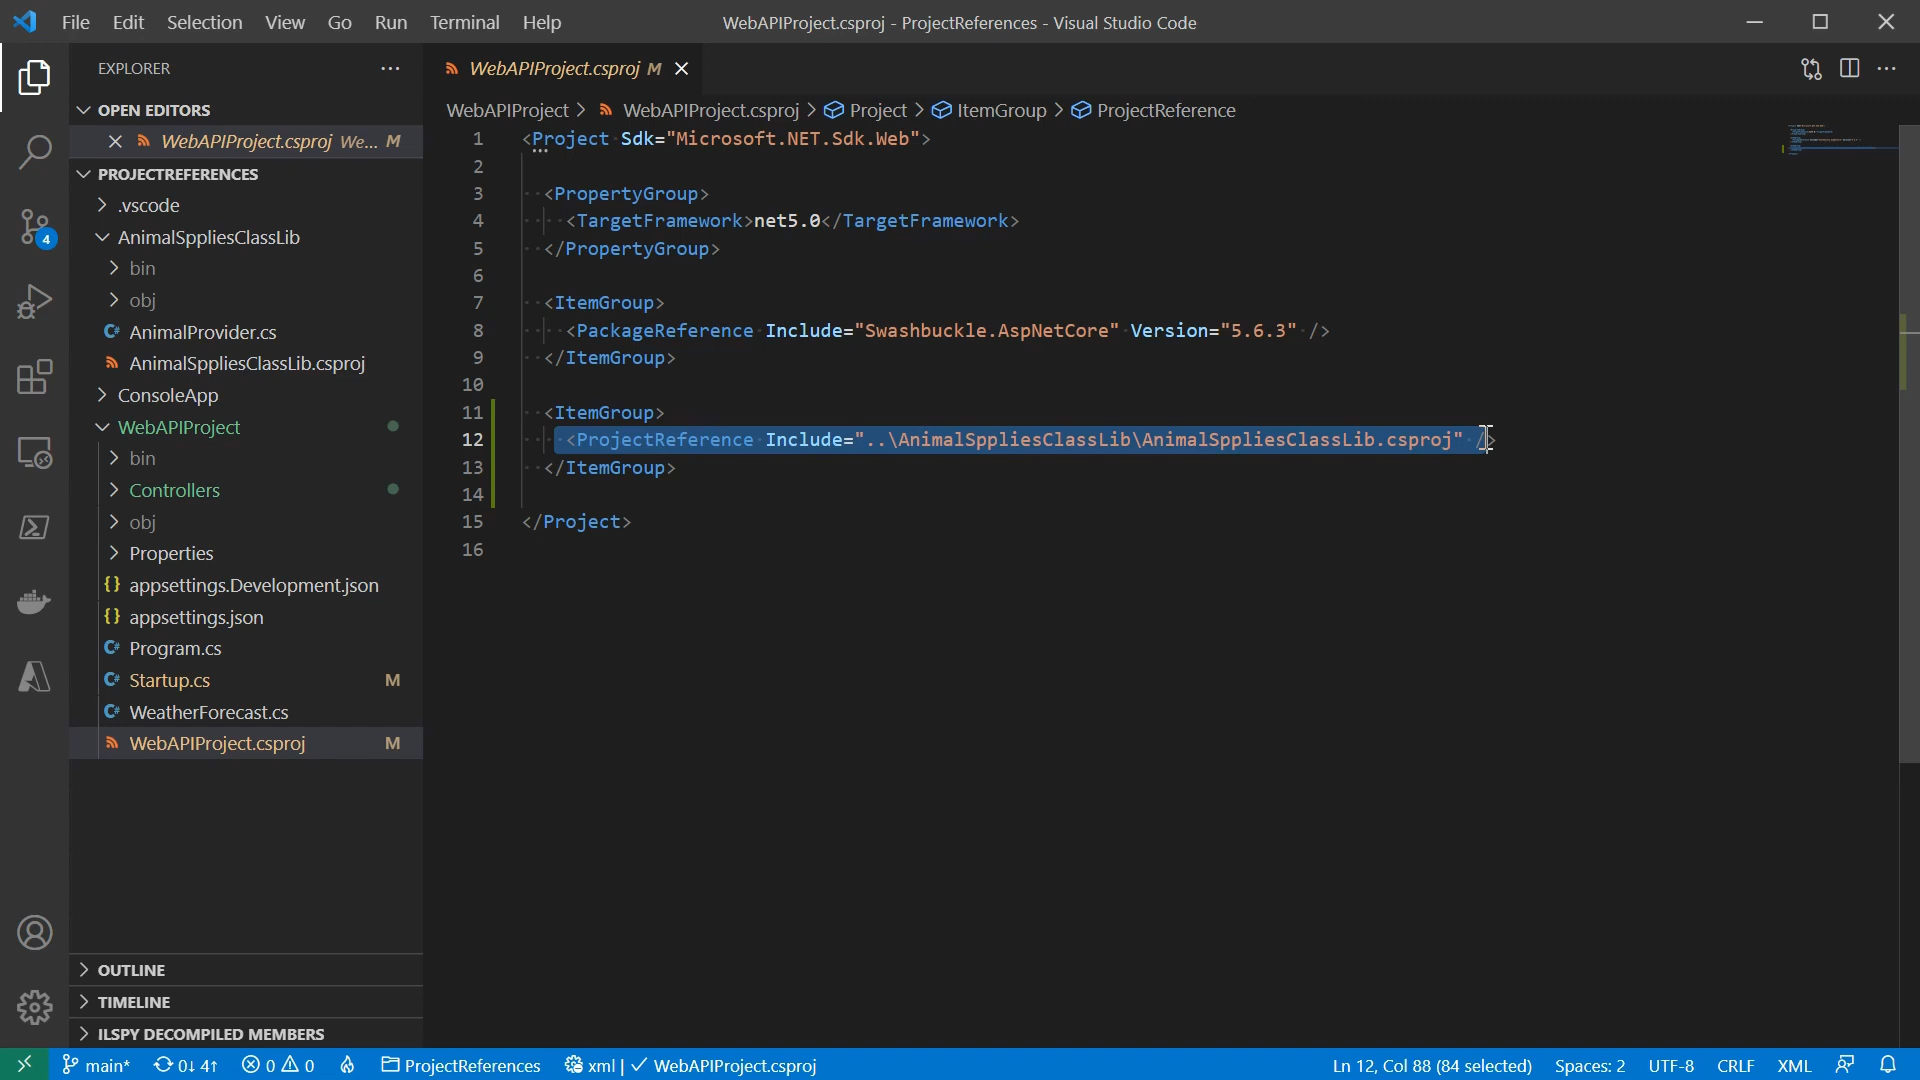 File Edit Selection View Go Run Terminal Help
WebAPIProject.csproj - ProjectReferences - Visual Studio Code
EXPLORER
WebAPIProject.csproj M
OPEN EDITORS
WebAPIProject.csproj We... M
PROJECTREFERENCES
.vscode
AnimalSppliesClassLib
bin
obj
AnimalProvider.cs
AnimalSppliesClassLib.csproj
ConsoleApp
WebAPIProject
bin
Controllers
obj
Properties
appsettings.Development.json
appsettings.json
Program.cs
Startup.cs M
WeatherForecast.cs
WebAPIProject.csproj M
OUTLINE
TIMELINE
ILSPY DECOMPILED MEMBERS
4
WebAPIProject > WebAPIProject.csproj > Project > ItemGroup > ProjectReference
1 <Project Sdk="Microsoft.NET.Sdk.Web">
2
3 <PropertyGroup>
4 <TargetFramework>net5.0</TargetFramework>
5 </PropertyGroup>
6
7 <ItemGroup>
8 <PackageReference Include="Swashbuckle.AspNetCore" Version="5.6.3" />
9 </ItemGroup>
10
11 <ItemGroup>
12 <ProjectReference Include="..\AnimalSppliesClassLib\AnimalSppliesClassLib.csproj" />
13 </ItemGroup>
14
15 </Project>
16
main* 0↓ 4↑ 0 0 ProjectReferences xml | ✓ WebAPIProject.csproj Ln 12, Col 88 (84 selected) Spaces: 2 UTF-8 CRLF XML